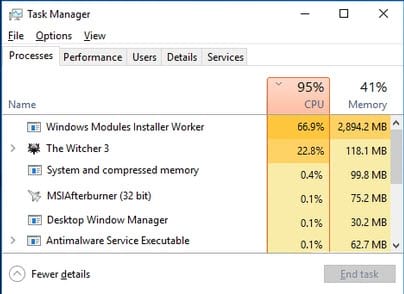 Task Manager
File Options View
Processes Performance Users Details Services
95% 41%
Name CPU Memory
Windows Modules Installer Worker 66.9% 2,894.2 MB
The Witcher 3 22.8% 118.1 MB
System and compressed memory 0.4% 99.8 MB
MSIAfterburner (32 bit) 0.1% 75.2 MB
Desktop Window Manager 0.1% 30.2 MB
Antimalware Service Executable 0.1% 62.7 MB
Fewer details End task